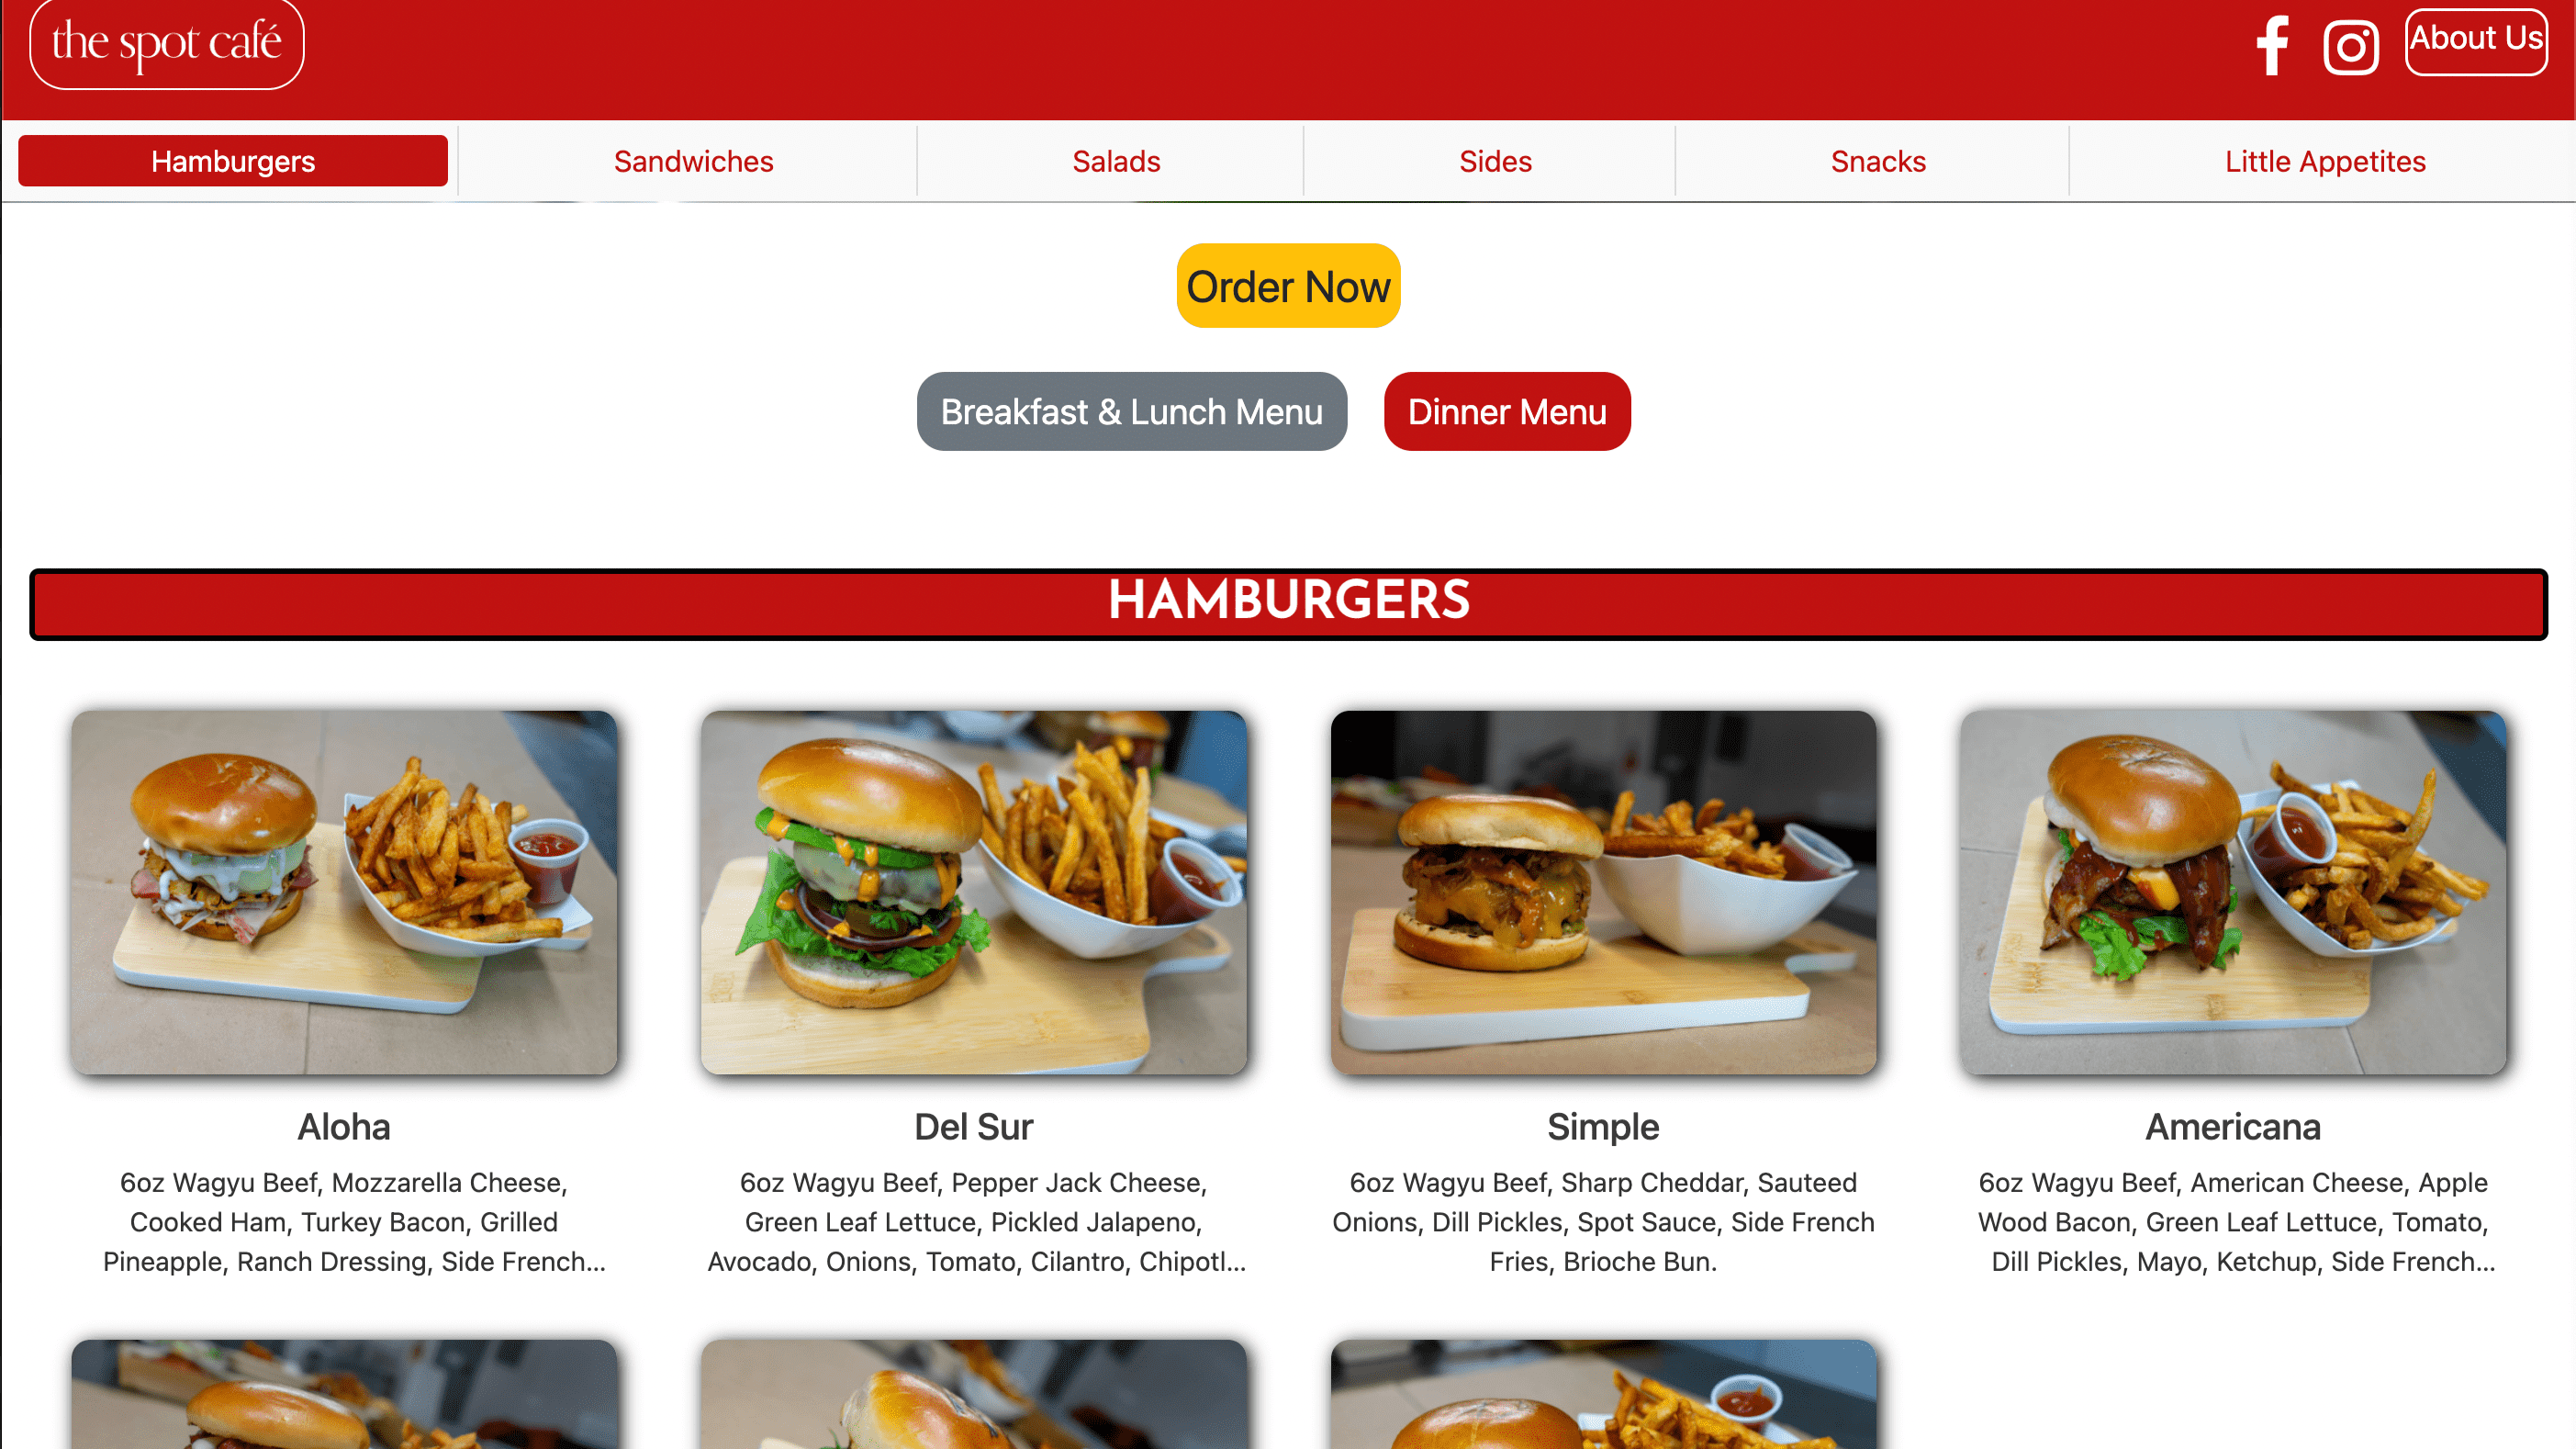 the spot café
About Us
Hamburgers
Sandwiches
Salads
Sides
Snacks
Little Appetites
Order Now
Breakfast & Lunch Menu
Dinner Menu
HAMBURGERS
Aloha
6oz Wagyu Beef, Mozzarella Cheese,
Cooked Ham, Turkey Bacon, Grilled
Pineapple, Ranch Dressing, Side French...
Del Sur
6oz Wagyu Beef, Pepper Jack Cheese,
Green Leaf Lettuce, Pickled Jalapeno,
Avocado, Onions, Tomato, Cilantro, Chipotl...
Simple
6oz Wagyu Beef, Sharp Cheddar, Sauteed
Onions, Dill Pickles, Spot Sauce, Side French
Fries, Brioche Bun.
Americana
6oz Wagyu Beef, American Cheese, Apple
Wood Bacon, Green Leaf Lettuce, Tomato,
Dill Pickles, Mayo, Ketchup, Side French...